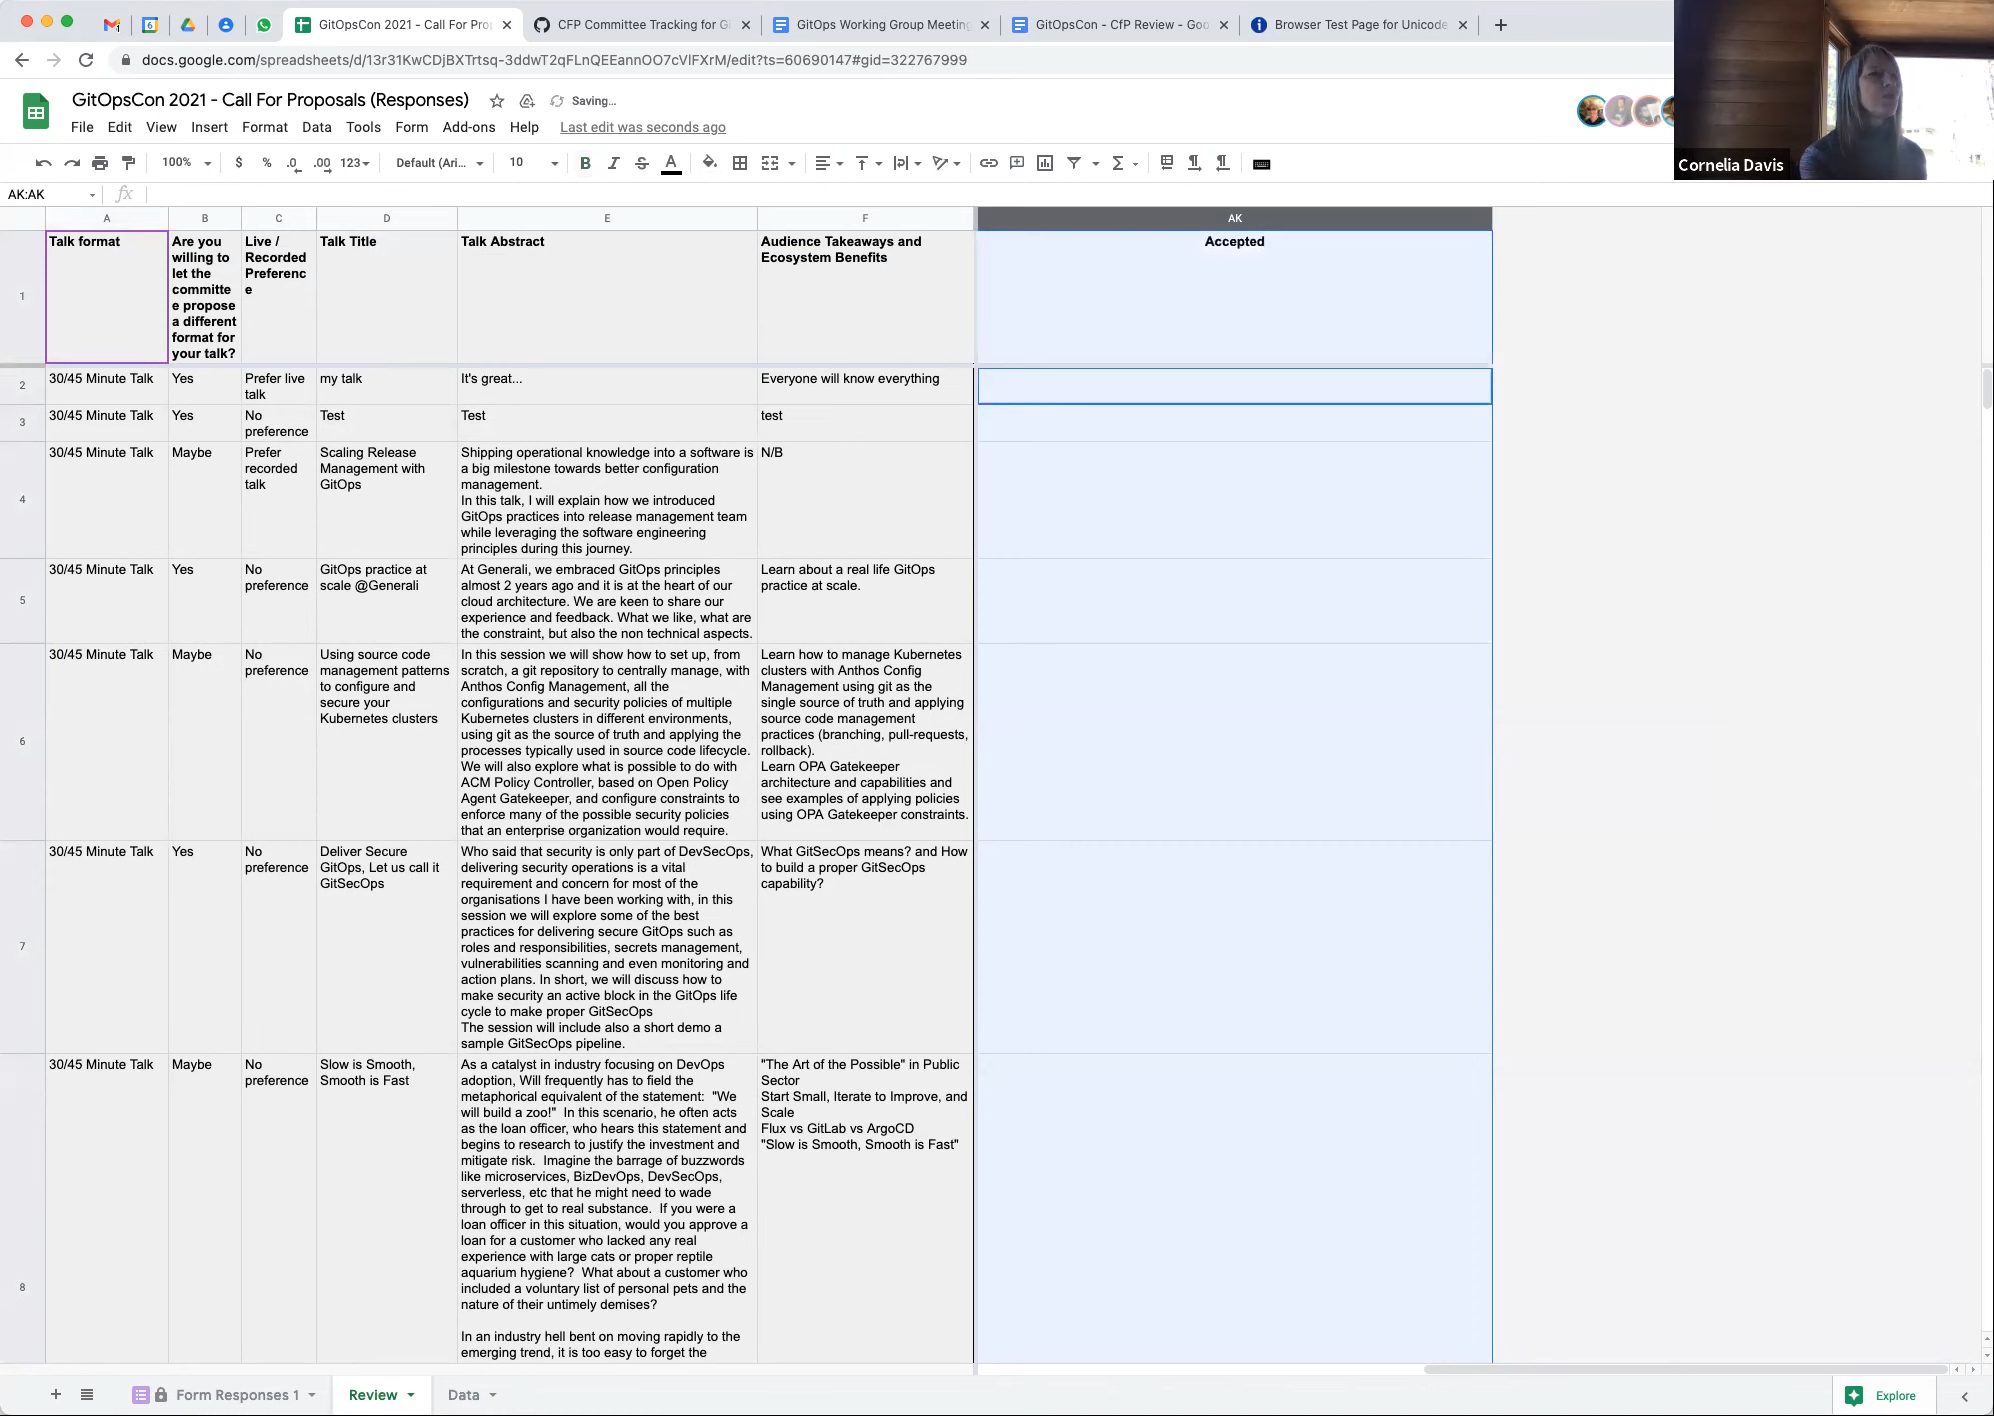 GitOpsCon 2021 - Call For Pro
CFP Committee Tracking for G
GitOps Working Group Meeting
GitOpsCon - CfP Review - Goo
Browser Test Page for Unicode
docs.google.com/spreadsheets/d/13r31KwCDjBXTrtsq-3ddwT2qFLnQEEannOO7cVlFXrM/edit?ts=60690147#gid=322767999
GitOpsCon 2021 - Call For Proposals (Responses)
Saving...
File Edit View Insert Format Data Tools Form Add-ons Help Last edit was seconds ago
Cornelia Davis
100% $ % .0 .00 123 Default (Ari... 10 B I S A
AK:AK fx
A B C D E F AK
1
Talk format
Are you
willing to
let the
committe
e propose
a different
format for
your talk?
Live /
Recorded
Preferenc
e
Talk Title
Talk Abstract
Audience Takeaways and
Ecosystem Benefits
Accepted
2
30/45 Minute Talk
Yes
Prefer live
talk
my talk
It's great...
Everyone will know everything
3
30/45 Minute Talk
Yes
No
preference
Test
Test
test
4
30/45 Minute Talk
Maybe
Prefer
recorded
talk
Scaling Release
Management with
GitOps
Shipping operational knowledge into a software is
a big milestone towards better configuration
management.
In this talk, I will explain how we introduced
GitOps practices into release management team
while leveraging the software engineering
principles during this journey.
N/B
5
30/45 Minute Talk
Yes
No
preference
GitOps practice at
scale @Generali
At Generali, we embraced GitOps principles
almost 2 years ago and it is at the heart of our
cloud architecture. We are keen to share our
experience and feedback. What we like, what are
the constraint, but also the non technical aspects.
Learn about a real life GitOps
practice at scale.
6
30/45 Minute Talk
Maybe
No
preference
Using source code
management patterns
to configure and
secure your
Kubernetes clusters
In this session we will show how to set up, from
scratch, a git repository to centrally manage, with
Anthos Config Management, all the
configurations and security policies of multiple
Kubernetes clusters in different environments,
using git as the source of truth and applying the
processes typically used in source code lifecycle.
We will also explore what is possible to do with
ACM Policy Controller, based on Open Policy
Agent Gatekeeper, and configure constraints to
enforce many of the possible security policies
that an enterprise organization would require.
Learn how to manage Kubernetes
clusters with Anthos Config
Management using git as the
single source of truth and applying
source code management
practices (branching, pull-requests,
rollback).
Learn OPA Gatekeeper
architecture and capabilities and
see examples of applying policies
using OPA Gatekeeper constraints.
7
30/45 Minute Talk
Yes
No
preference
Deliver Secure
GitOps, Let us call it
GitSecOps
Who said that security is only part of DevSecOps,
delivering security operations is a vital
requirement and concern for most of the
organisations I have been working with, in this
session we will explore some of the best
practices for delivering secure GitOps such as
roles and responsibilities, secrets management,
vulnerabilities scanning and even monitoring and
action plans. In short, we will discuss how to
make security an active block in the GitOps life
cycle to make proper GitSecOps
The session will include also a short demo a
sample GitSecOps pipeline.
What GitSecOps means? and How
to build a proper GitSecOps
capability?
8
30/45 Minute Talk
Maybe
No
preference
Slow is Smooth,
Smooth is Fast
As a catalyst in industry focusing on DevOps
adoption, Will frequently has to field the
metaphorical equivalent of the statement: "We
will build a zoo!" In this scenario, he often acts
as the loan officer, who hears this statement and
begins to research to justify the investment and
mitigate risk. Imagine the barrage of buzzwords
like microservices, BizDevOps, DevSecOps,
serverless, etc that he might need to wade
through to get to real substance. If you were a
loan officer in this situation, would you approve a
loan for a customer who lacked any real
experience with large cats or proper reptile
aquarium hygiene? What about a customer who
included a voluntary list of personal pets and the
nature of their untimely demises?
In an industry hell bent on moving rapidly to the
emerging trend, it is too easy to forget the
"The Art of the Possible" in Public
Sector
Start Small, Iterate to Improve, and
Scale
Flux vs GitLab vs ArgoCD
"Slow is Smooth, Smooth is Fast"
Form Responses 1 Review Data
Explore